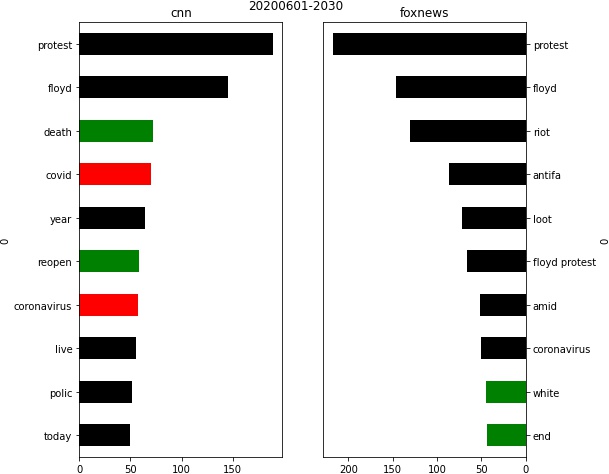 20200601-2030
cnn
foxnews
protest
floyd
death
covid
year
reopen
coronavirus
live
polic
today
0
0 50 100 150
protest
floyd
riot
antifa
loot
floyd protest
amid
coronavirus
white
end
0
200 150 100 50 0